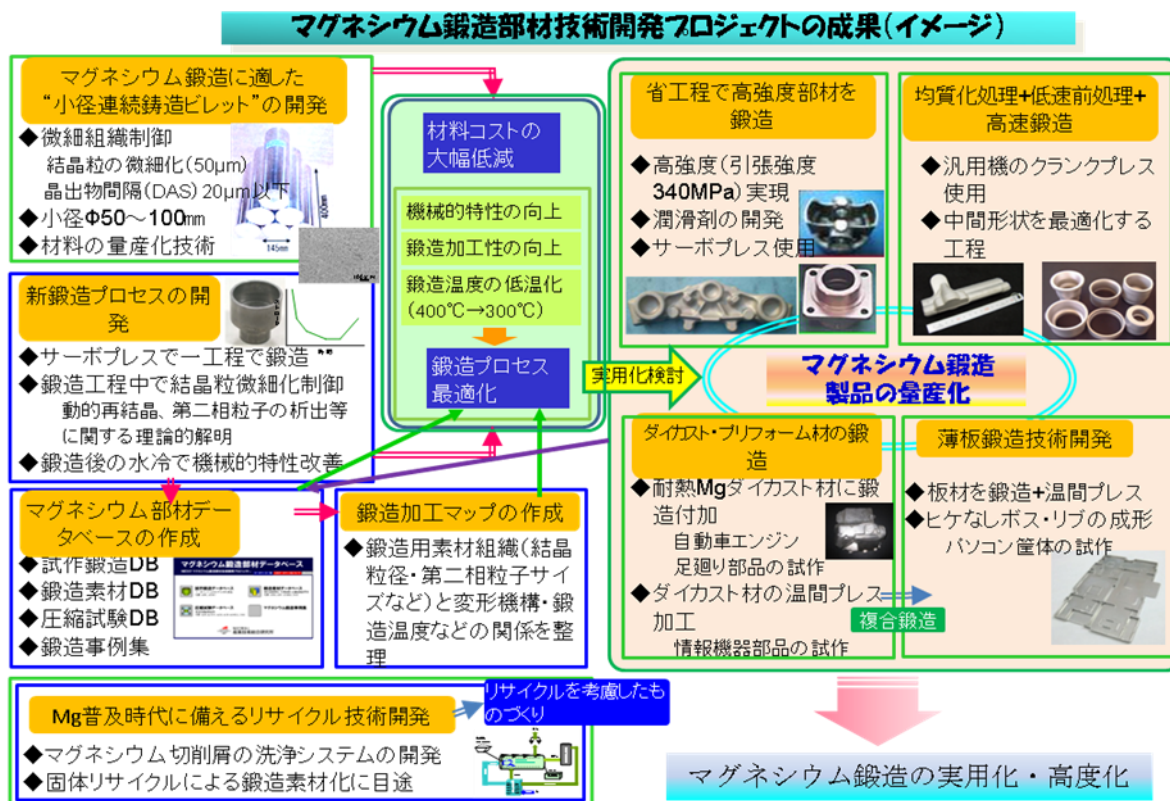 マグネシウム鍛造部材技術開発プロジェクトの成果(イメージ)
マグネシウム鍛造に適した
“小径連続鋳造ビレット”の開発
◆微細組織制御
結晶粒の微細化(50μm)
晶出物間隔(DAS) 20μm以下
◆小径Φ50～100mm
◆材料の量産化技術
400mm
145mm
新鍛造プロセスの開
発
時間
◆サーボプレスで一工程で鍛造
◆鍛造工程中で結晶粒微細化制御
動的再結晶、第二相粒子の析出等
に関する理論的解明
◆鍛造後の水冷で機械的特性改善
材料コストの
大幅低減
機械的特性の向上
鍛造加工性の向上
鍛造温度の低温化
(400℃→300℃)
鍛造プロセス
最適化
実用化検討
省工程で高強度部材を
鍛造
◆高強度(引張強度
340MPa)実現
◆潤滑剤の開発
◆サーボプレス使用
均質化処理+低速前処理+
高速鍛造
◆汎用機のクランクプレス
使用
◆中間形状を最適化する
工程
マグネシウム鍛造
製品の量産化
ダイカスト・プリフォーム材の鍛
造
◆耐熱Mgダイカスト材に鍛
造付加
自動車エンジン
足廻り部品の試作
◆ダイカスト材の温間プレス
加工
情報機器部品の試作
複合鍛造
薄板鍛造技術開発
◆板材を鍛造+温間プレス
◆ヒケなしボス・リブの成形
パソコン筐体の試作
マグネシウム部材デー
タベースの作成
◆試作鍛造DB
◆鍛造素材DB
◆圧縮試験DB
◆鍛造事例集
マグネシウム鍛造部材データベース
鍛造加工マップの作成
◆鍛造用素材組織(結晶
粒径・第二相粒子サイ
ズなど)と変形機構・鍛
造温度などの関係を整
理
Mg普及時代に備えるリサイクル技術開発
リサイクルを考慮したも
のづくり
◆マグネシウム切削屑の洗浄システムの開発
◆固体リサイクルによる鍛造素材化に目途
マグネシウム鍛造の実用化・高度化